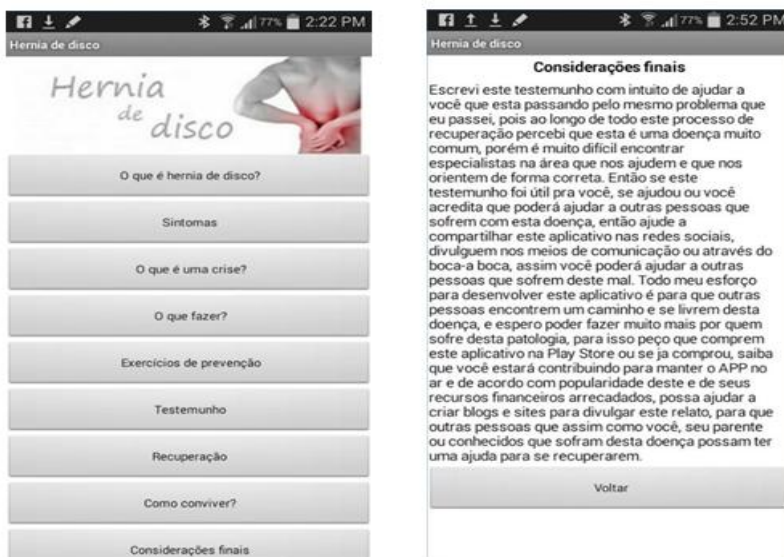 77% 2:22 PM
Hernia de disco
Hernia
de
disco
O que é hernia de disco?
Sintomas
O que é uma crise?
O que fazer?
Exercícios de prevenção
Testemunho
Recuperação
Como conviver?
Considerações finais
77% 2:52 PM
Hernia de disco
Considerações finais
Escrevi este testemunho com intuito de ajudar a
você que esta passando pelo mesmo problema que
eu passei, pois ao longo de todo este processo de
recuperação percebi que esta é uma doença muito
comum, porém é muito difícil encontrar
especialistas na área que nos ajudem e que nos
orientem de forma correta. Então se este
testemunho foi útil pra você, se ajudou ou você
acredita que poderá ajudar a outras pessoas que
sofrem com esta doença, então ajude a
compartilhar este aplicativo nas redes sociais,
divulguem nos meios de comunicação ou através do
boca-a boca, assim você poderá ajudar a outras
pessoas que sofrem deste mal. Todo meu esforço
para desenvolver este aplicativo é para que outras
pessoas encontrem um caminho e se livrem desta
doença, e espero poder fazer muito mais por quem
sofre desta patologia, para isso peço que comprem
este aplicativo na Play Store ou se ja comprou, saiba
que você estará contribuindo para manter o APP no
ar e de acordo com popularidade deste e de seus
recursos financeiros arrecadados, possa ajudar a
criar blogs e sites para divulgar este relato, para que
outras pessoas que assim como você, seu parente
ou conhecidos que sofram desta doença possam ter
uma ajuda para se recuperarem.
Voltar